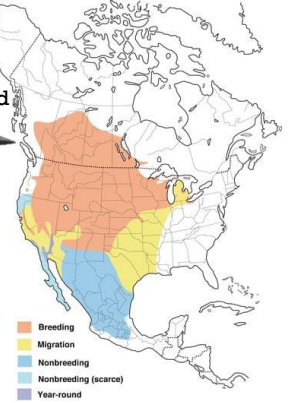 d
Breeding
Migration
Nonbreeding
Nonbreeding (scarce)
Year-round